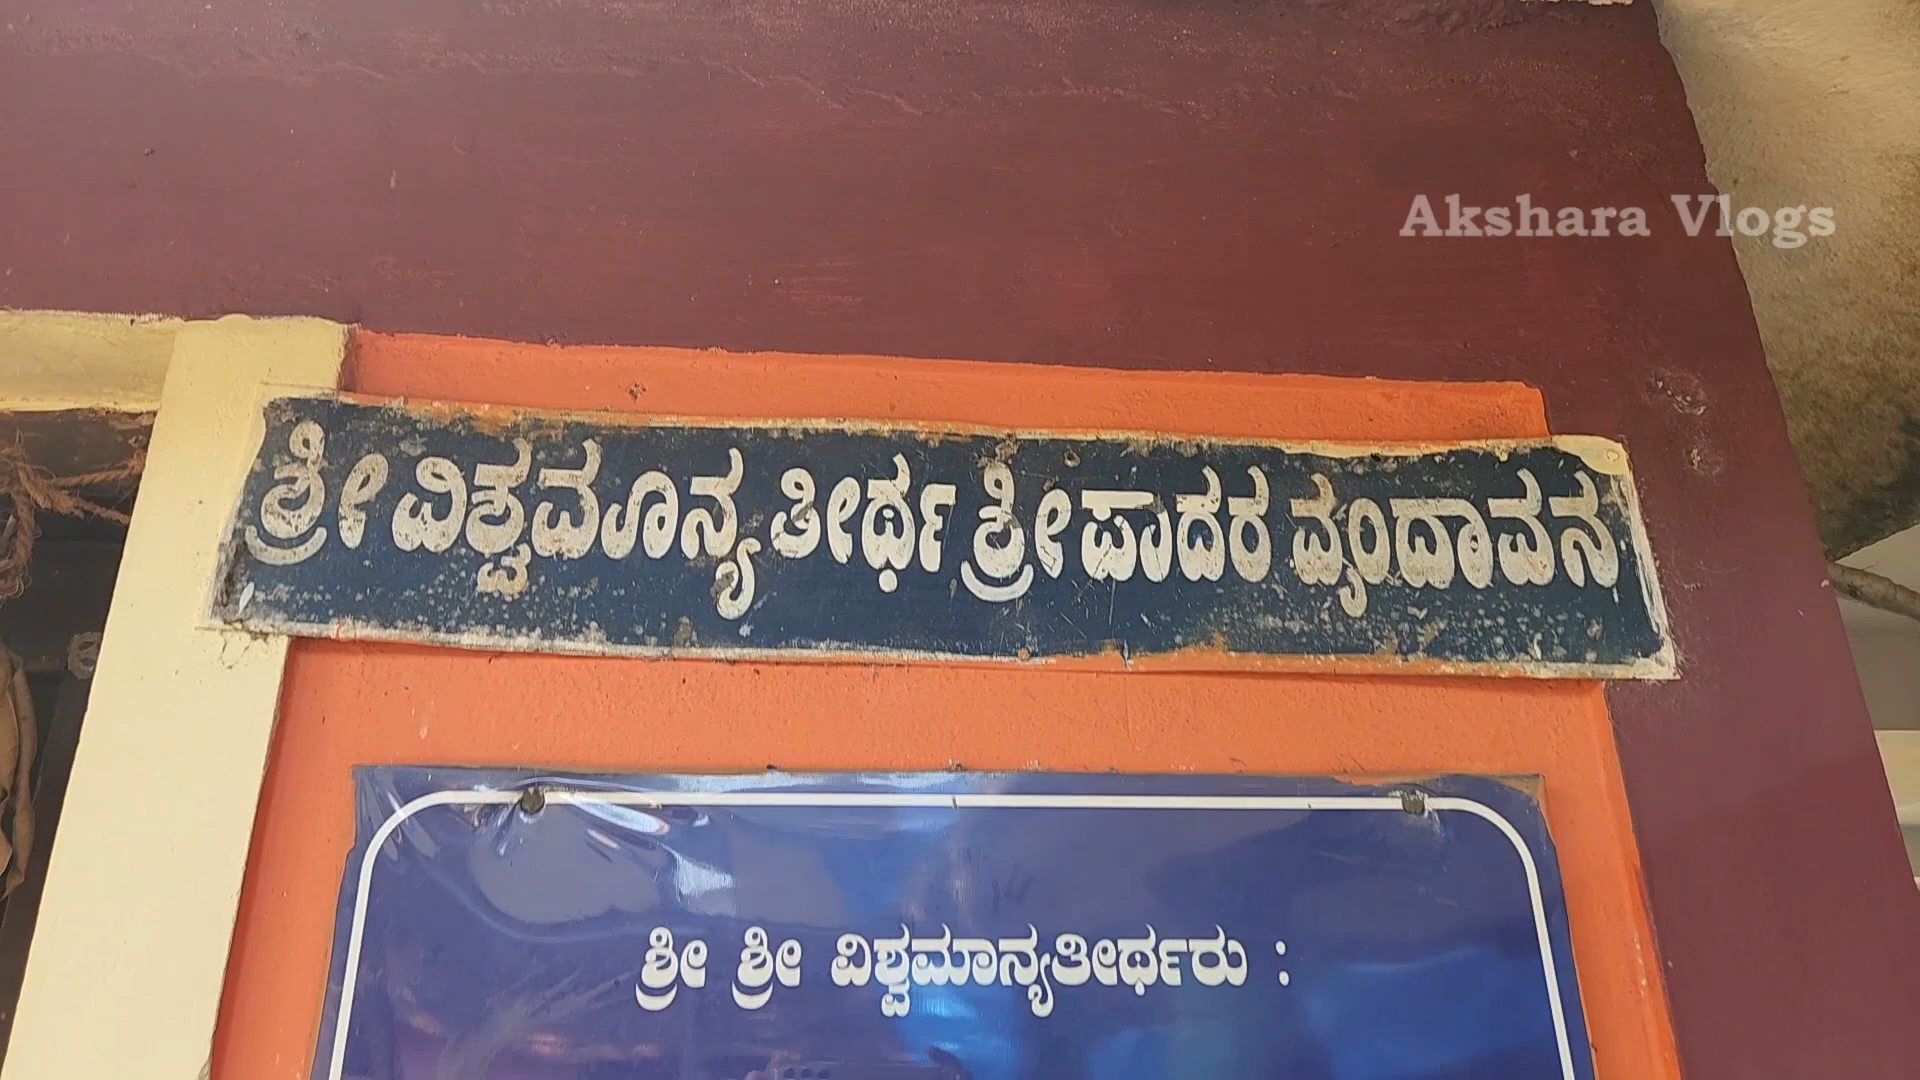 Akshara Vlogs
ಶ್ರೀ ವಿಶ್ವಮಾನ್ಯ ತೀರ್ಥ ಶ್ರೀಪಾದರ ವೃಂದಾವನ
ಶ್ರೀ ಶ್ರೀ ವಿಶ್ವಮಾನ್ಯತೀರ್ಥರು :